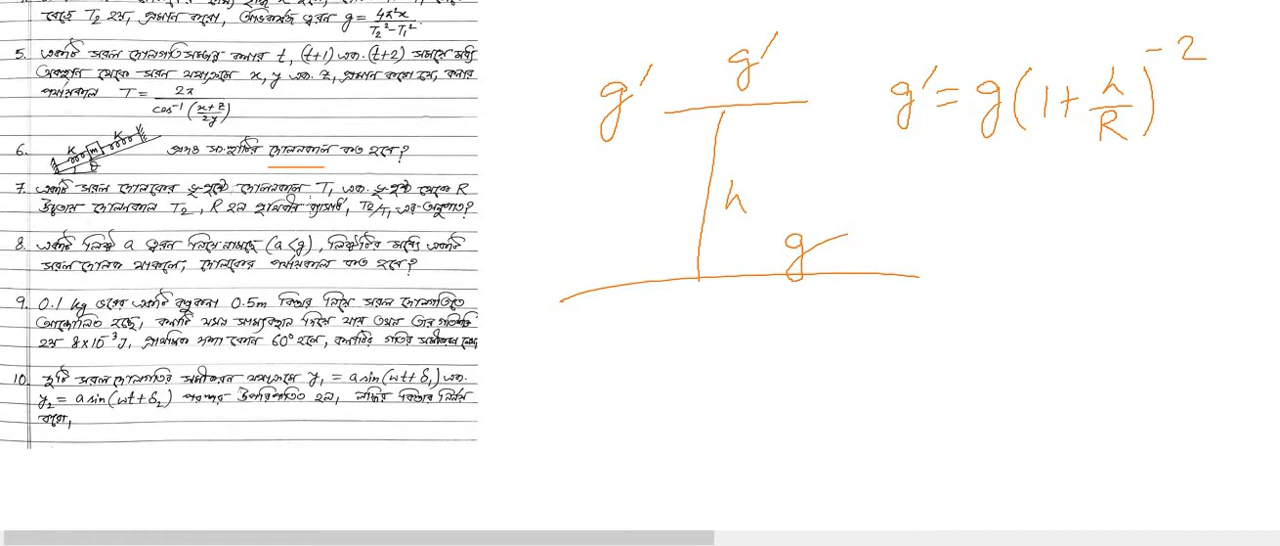 বেড়ে T₂ হয়, প্রমাণ করো, অভিকর্ষজ ত্বরণ g = 4π²x / T₂² - T₁²
5. একটি সরল দোলগতিসম্পন্ন কণার t, (t+1) এবং (t+2) সময়ে মধ্য
অবস্থান থেকে সরণ যথাক্রমে x, y এবং z, প্রমাণ করো যে, কণার
পর্যায়কাল T = 2π / cos⁻¹ (x+z / 2y)
6. K m K প্রদত্ত সংস্থাটির দোলনকাল কত হবে?
7. একটি সরল দোলকের ভূ-পৃষ্ঠে দোলনকাল T₁ এবং ভূ-পৃষ্ঠ থেকে R
উচ্চতায় দোলনকাল T₂, R হল পৃথিবীর ব্যাসার্ধ, T2/T₁ এর অনুপাত?
8. একটি লিফ্ট a ত্বরণ নিয়ে নামছে (a<g), লিফ্টটির মধ্যে একটি
সরল দোলক থাকলে, দোলকের পর্যায়কাল কত হবে?
9. 0.1 kg ভরের একটি বস্তুকণা 0.5m বিস্তার নিয়ে সরল দোলগতিতে
আন্দোলিত হচ্ছে, কণাটি যখন সাম্যাবস্থান দিয়ে যায় তখন তার গতিশক্তি
হয় 8×10⁻³J, প্রাথমিক দশা কোণ 60° হলে, কণাটির গতির সমীকরণ
10. দুটি সরল দোলগতির সমীকরণ যথাক্রমে y₁ = a sin(ωt + δ₁) এবং
y₂ = a sin(ωt + δ₂) পরস্পর উপরিপাতিত হল, লব্ধির বিস্তার নির্ণয়
করো,
g′ g′
h
g
g′ = g(1 + h/R)⁻²